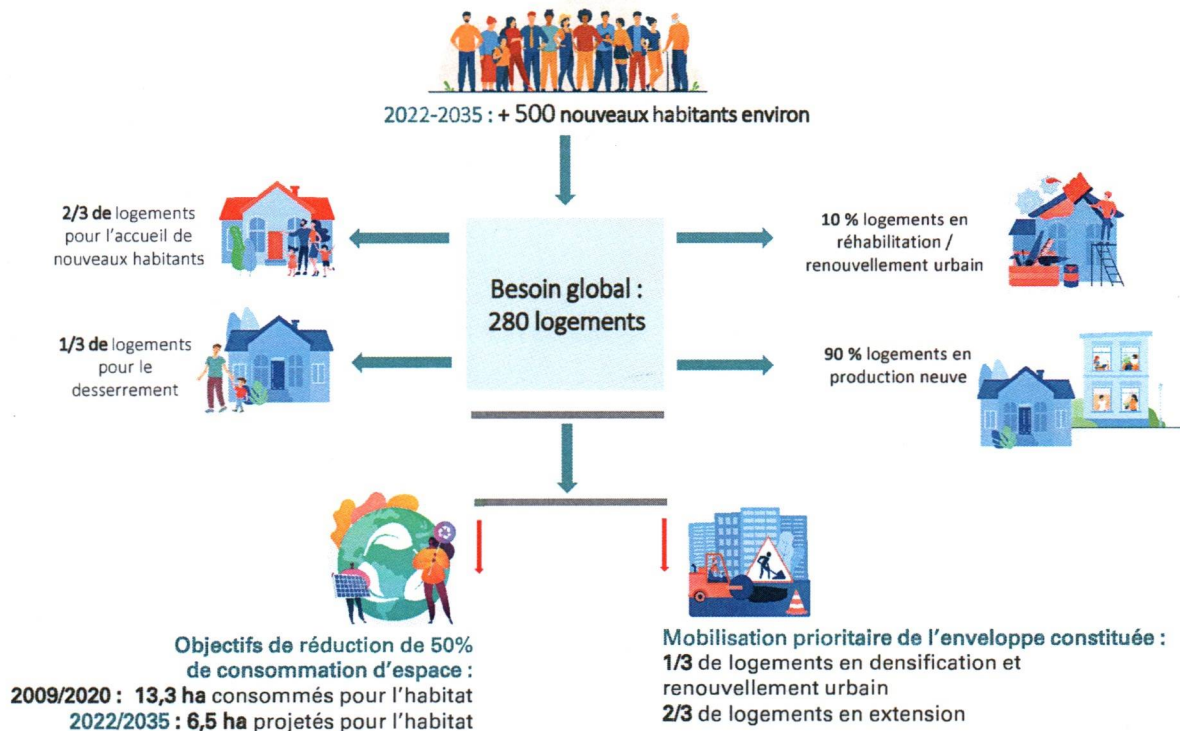 2022-2035 : + 500 nouveaux habitants environ
2/3 de logements
pour l'accueil de
nouveaux habitants
10 % logements en
réhabilitation /
renouvellement urbain
Besoin global :
280 logements
1/3 de logements
pour le
desserrement
90 % logements en
production neuve
Objectifs de réduction de 50%
de consommation d'espace :
2009/2020 : 13,3 ha consommés pour l'habitat
2022/2035 : 6,5 ha projetés pour l'habitat
Mobilisation prioritaire de l'enveloppe constituée :
1/3 de logements en densification et
renouvellement urbain
2/3 de logements en extension